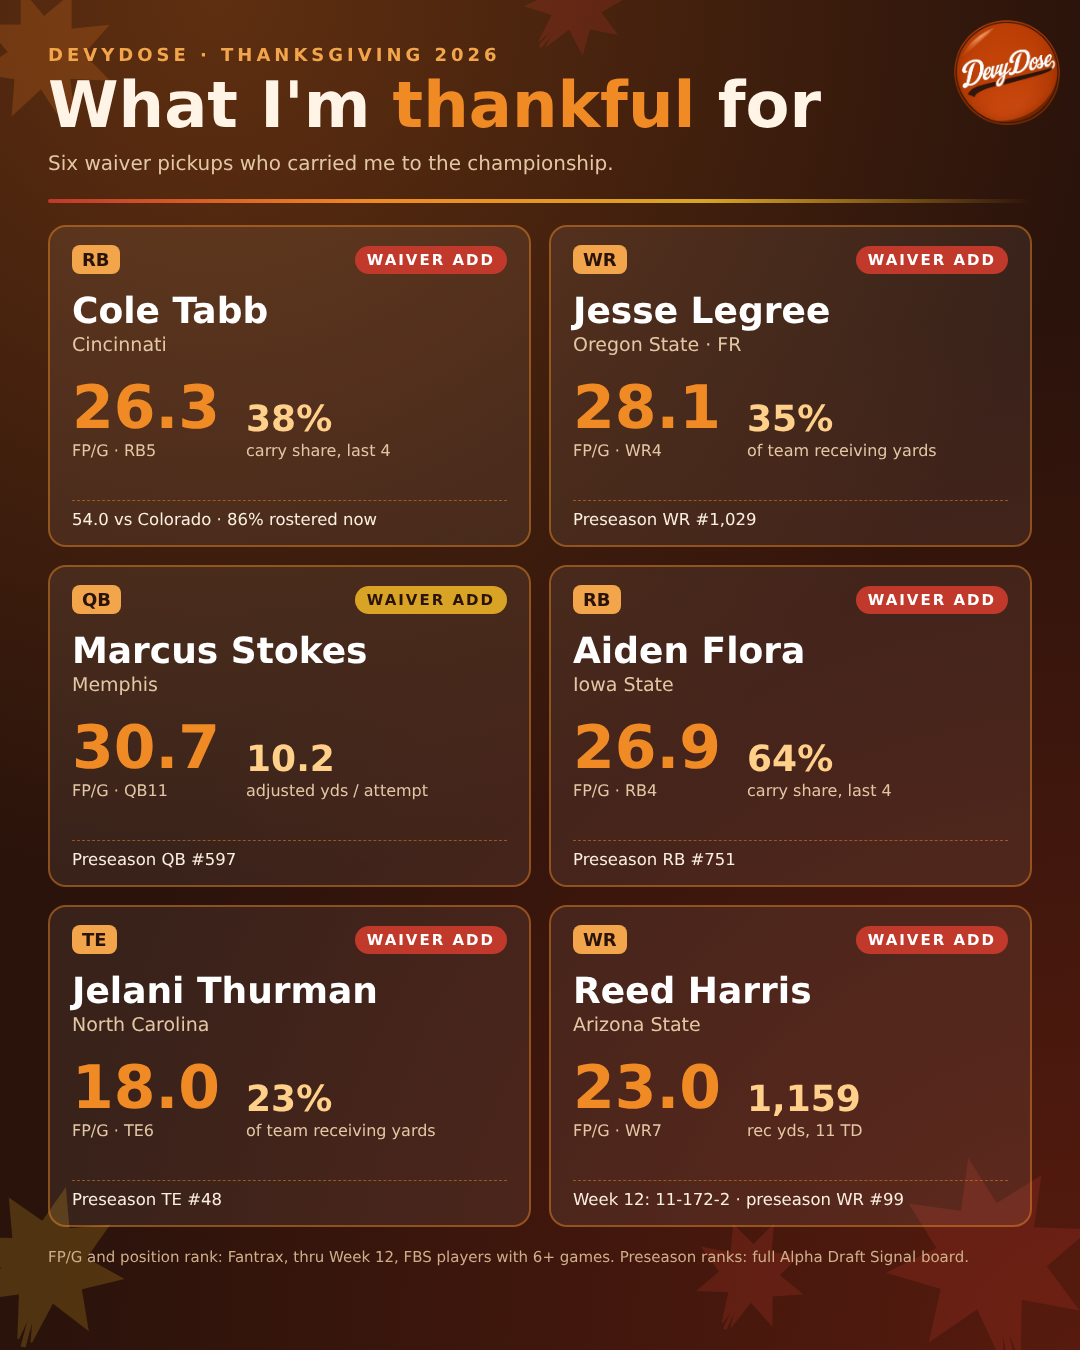 DEVYDOSE · THANKSGIVING 2026
DevyDose
What I'm thankful for
Six waiver pickups who carried me to the championship.
RB
WAIVER ADD
Cole Tabb
Cincinnati
26.3
38%
FP/G · RB5
carry share, last 4
54.0 vs Colorado · 86% rostered now
WR
WAIVER ADD
Jesse Legree
Oregon State · FR
28.1
35%
FP/G · WR4
of team receiving yards
Preseason WR #1,029
QB
WAIVER ADD
Marcus Stokes
Memphis
30.7
10.2
FP/G · QB11
adjusted yds / attempt
Preseason QB #597
RB
WAIVER ADD
Aiden Flora
Iowa State
26.9
64%
FP/G · RB4
carry share, last 4
Preseason RB #751
TE
WAIVER ADD
Jelani Thurman
North Carolina
18.0
23%
FP/G · TE6
of team receiving yards
Preseason TE #48
WR
WAIVER ADD
Reed Harris
Arizona State
23.0
1,159
FP/G · WR7
rec yds, 11 TD
Week 12: 11-172-2 · preseason WR #99
FP/G and position rank: Fantrax, thru Week 12, FBS players with 6+ games. Preseason ranks: full Alpha Draft Signal board.